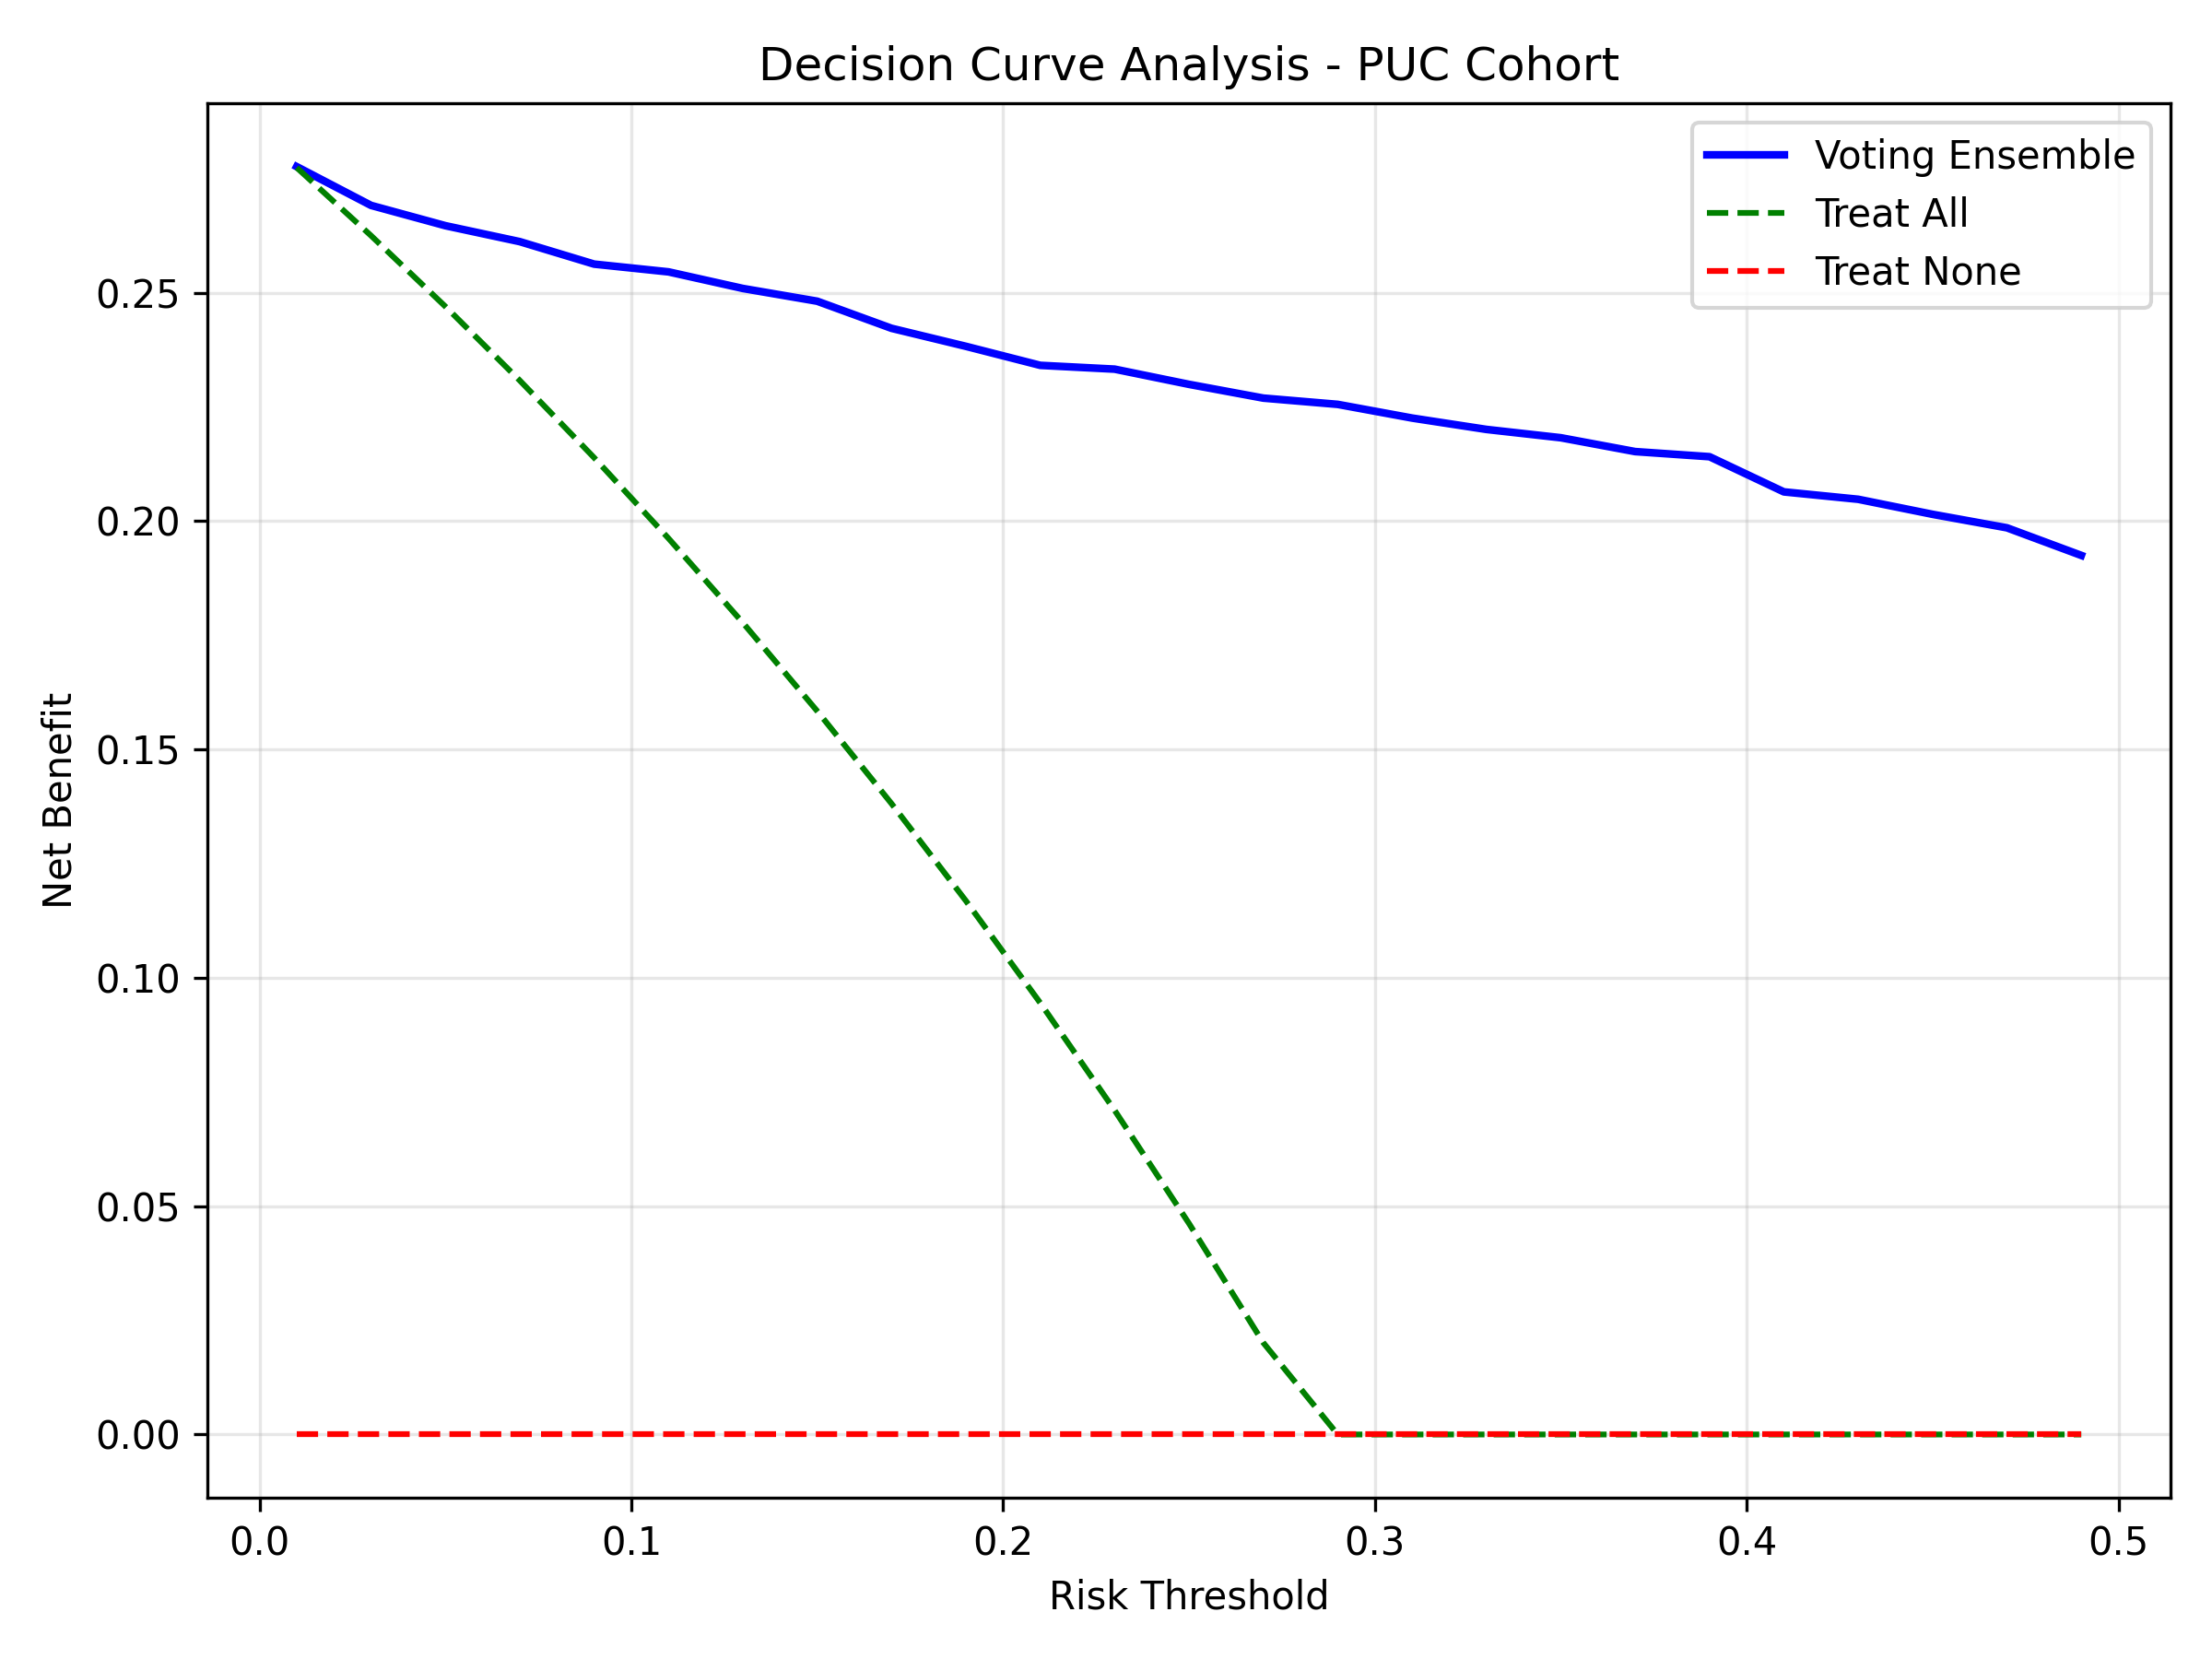 Decision Curve Analysis - PUC Cohort
Voting Ensemble
Treat All
Treat None
Net Benefit
0.25
0.20
0.15
0.10
0.05
0.00
0.0 0.1 0.2 0.3 0.4 0.5
Risk Threshold